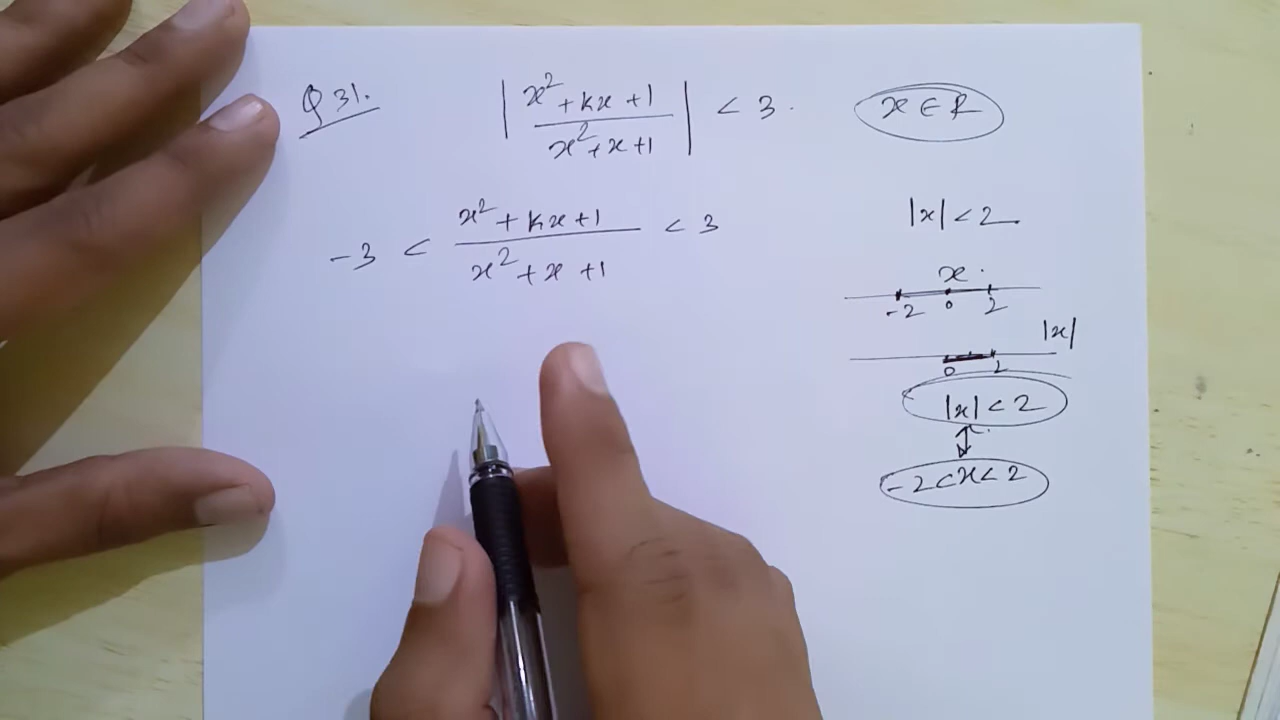 Q 31. | x² + kx + 1 / x² + x + 1 | < 3. x ∈ R
-3 < x² + kx + 1 / x² + x + 1 < 3
|x| < 2
x.
-2 0 2
|x|
0 2
|x| < 2
↕
-2 < x < 2